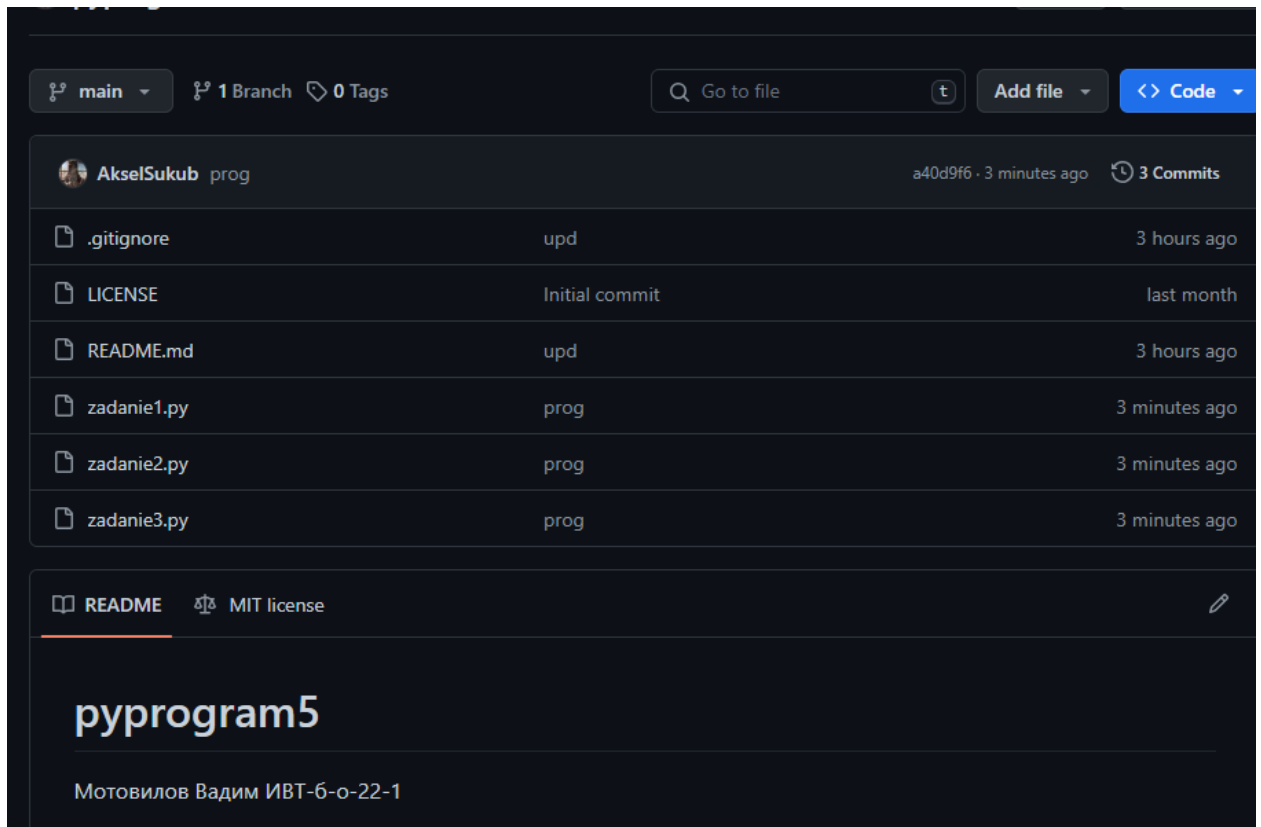 main 1 Branch 0 Tags Go to file t Add file <> Code
AkselSukub prog a40d9f6 · 3 minutes ago 3 Commits
.gitignore upd 3 hours ago
LICENSE Initial commit last month
README.md upd 3 hours ago
zadanie1.py prog 3 minutes ago
zadanie2.py prog 3 minutes ago
zadanie3.py prog 3 minutes ago
README MIT license
pyprogram5
Мотовилов Вадим ИВТ-б-о-22-1